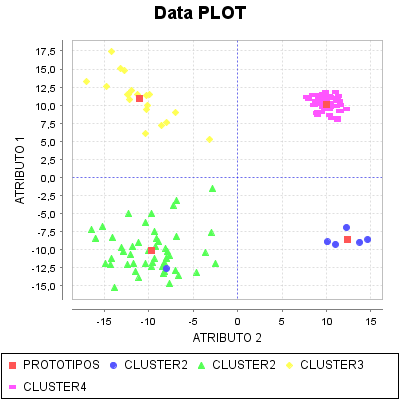 Data PLOT
17,5
15,0
12,5
10,0
7,5
5,0
2,5
0,0
-2,5
-5,0
-7,5
-10,0
-12,5
-15,0
ATRIBUTO 1
-15 -10 -5 0 5 10 15
ATRIBUTO 2
PROTOTIPOS CLUSTER2 CLUSTER2 CLUSTER3
CLUSTER4